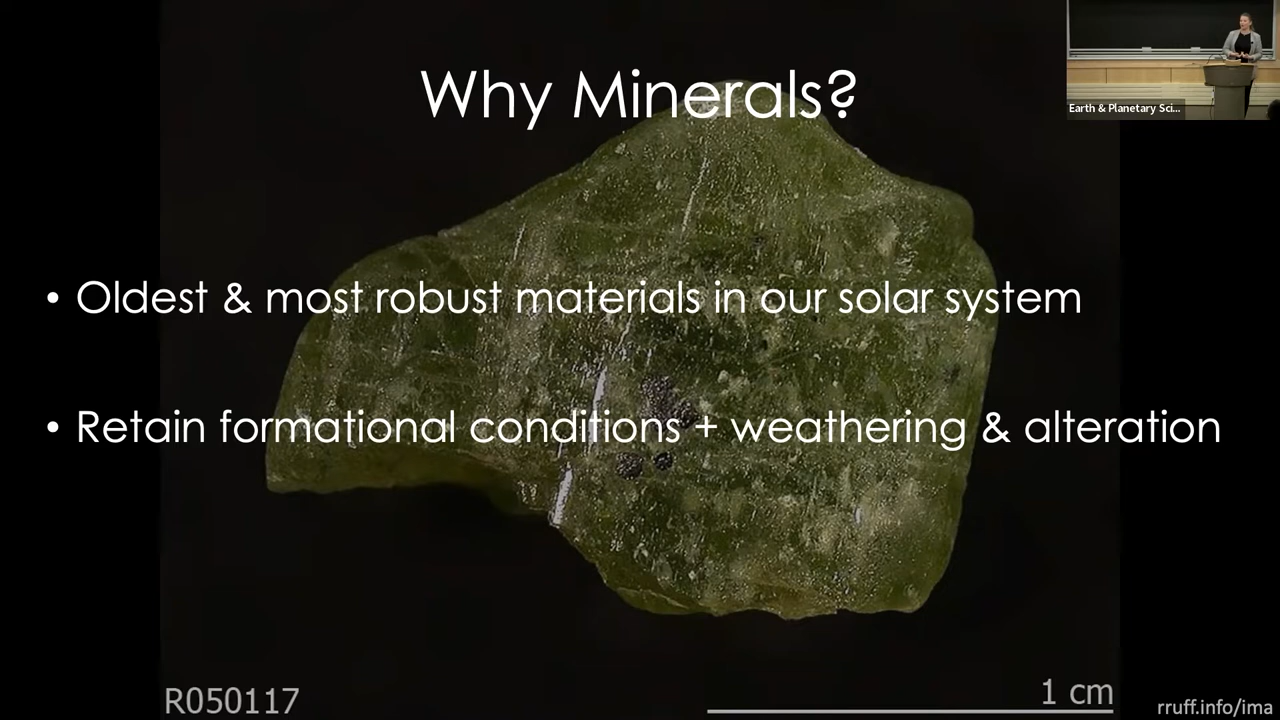 Why Minerals?
Earth & Planetary Sci...
• Oldest & most robust materials in our solar system
• Retain formational conditions + weathering & alteration
R050117
1 cm
rruff.info/ima